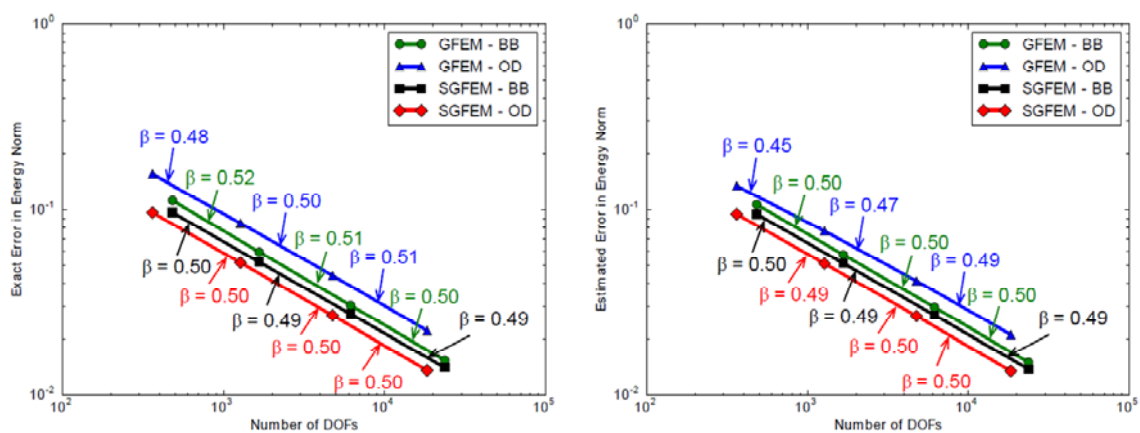 10⁰
GFEM - BB
GFEM - OD
SGFEM - BB
SGFEM - OD
Exact Error in Energy Norm
β = 0.48
β = 0.52
β = 0.50
10⁻¹
β = 0.51
β = 0.51
β = 0.50
β = 0.50
β = 0.50
β = 0.49
β = 0.49
β = 0.50
β = 0.50
10⁻²
10² 10³ 10⁴ 10⁵
Number of DOFs
10⁰
GFEM - BB
GFEM - OD
SGFEM - BB
SGFEM - OD
Estimated Error in Energy Norm
β = 0.45
β = 0.50
β = 0.47
10⁻¹
β = 0.50
β = 0.49
β = 0.50
β = 0.50
β = 0.49
β = 0.49
β = 0.49
β = 0.50
β = 0.50
10⁻²
10² 10³ 10⁴ 10⁵
Number of DOFs